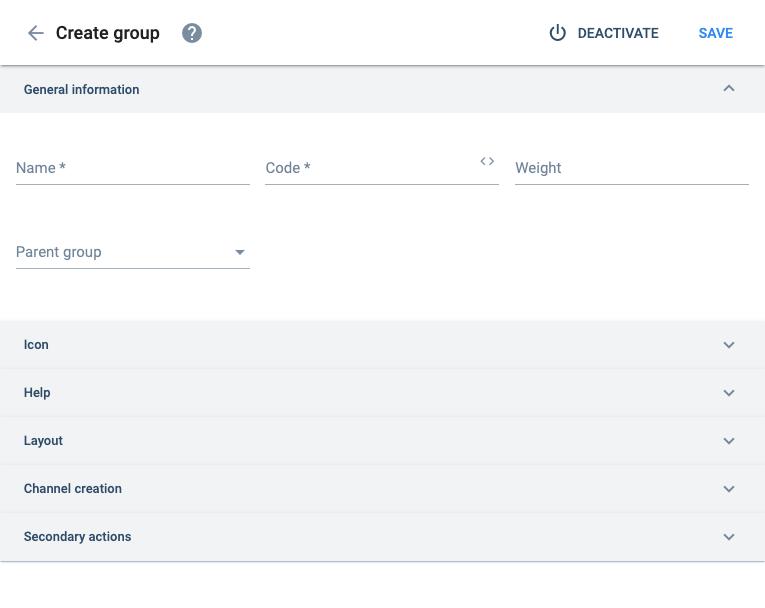 Create group
DEACTIVATE
SAVE
General information
Name *
Code *
Weight
Parent group
Icon
Help
Layout
Channel creation
Secondary actions